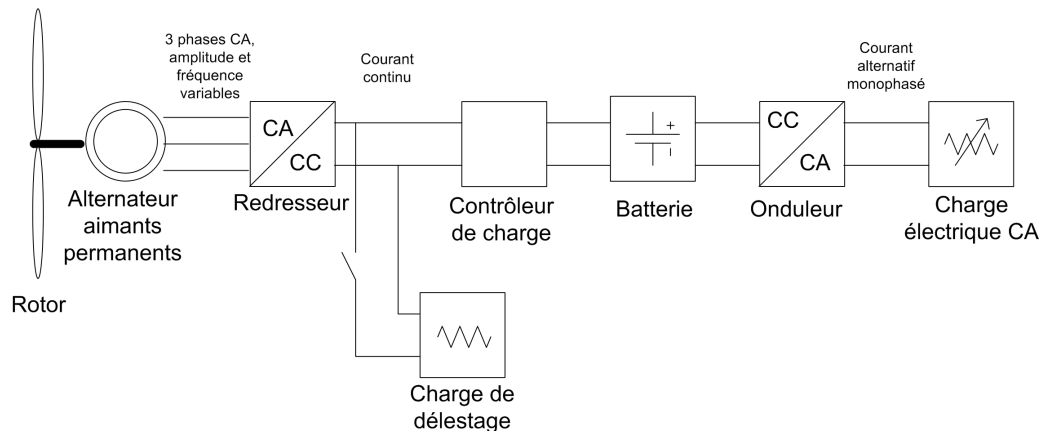 3 phases CA,
amplitude et
fréquence
variables
Courant
continu
Courant
alternatif
monophasé
CA
CC
+
CC
CA
Alternateur
aimants
permanents
Redresseur
Contrôleur
de charge
Batterie
Onduleur
Charge
électrique CA
Rotor
Charge de
délestage